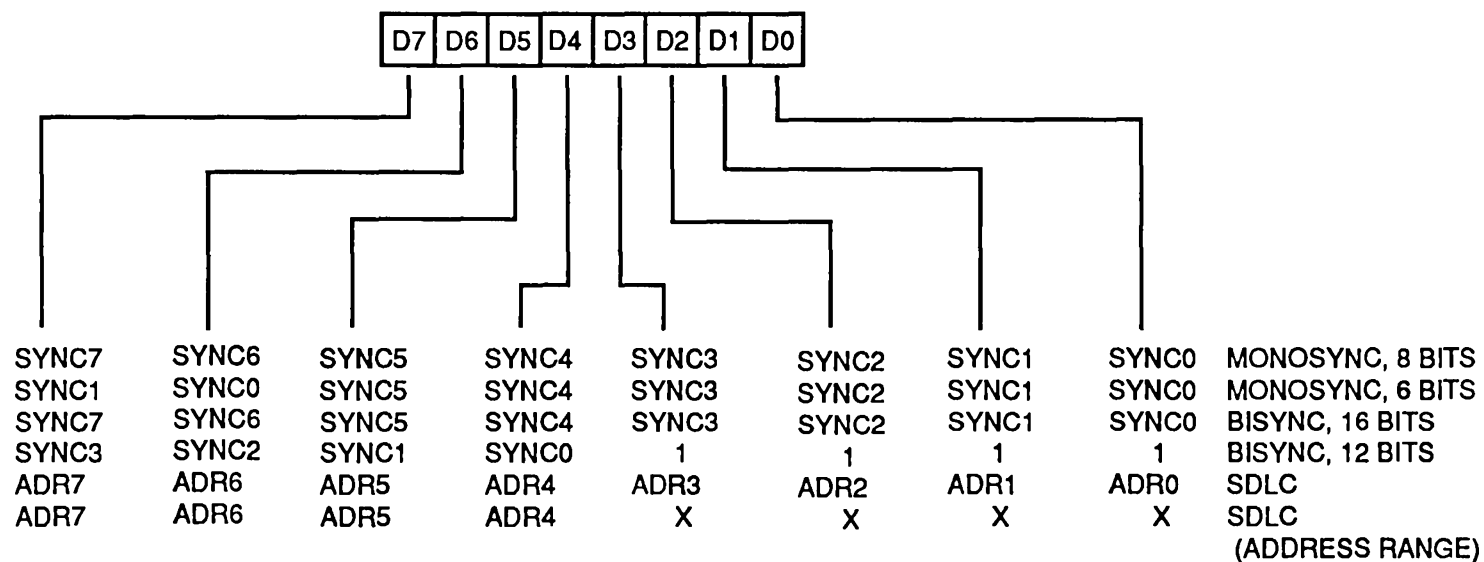 D7 D6 D5 D4 D3 D2 D1 D0
SYNC7 SYNC6 SYNC5 SYNC4 SYNC3 SYNC2 SYNC1 SYNC0 MONOSYNC, 8 BITS
SYNC1 SYNC0 SYNC5 SYNC4 SYNC3 SYNC2 SYNC1 SYNC0 MONOSYNC, 6 BITS
SYNC7 SYNC6 SYNC5 SYNC4 SYNC3 SYNC2 SYNC1 SYNC0 BISYNC, 16 BITS
SYNC3 SYNC2 SYNC1 SYNC0 1 1 1 1 BISYNC, 12 BITS
ADR7 ADR6 ADR5 ADR4 ADR3 ADR2 ADR1 ADR0 SDLC
ADR7 ADR6 ADR5 ADR4 X X X X SDLC
(ADDRESS RANGE)